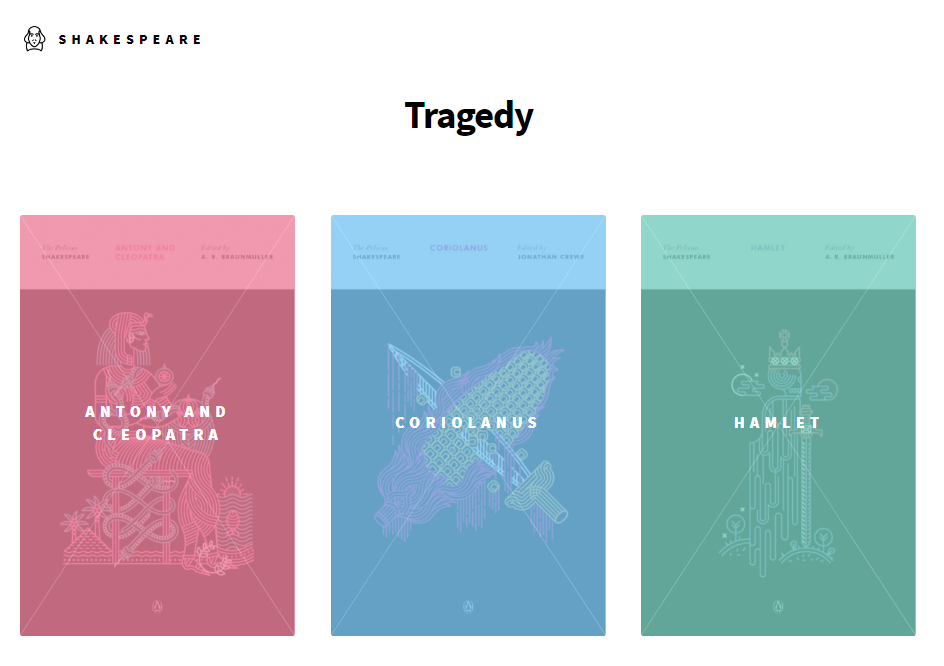 SHAKESPEARE
Tragedy
The Pelican
SHAKESPEARE
ANTONY AND
CLEOPATRA
Edited by
A. R. BRAUNMULLER
ANTONY AND
CLEOPATRA
The Pelican
SHAKESPEARE
CORIOLANUS
Edited by
JONATHAN CREWE
CORIOLANUS
The Pelican
SHAKESPEARE
HAMLET
Edited by
A. R. BRAUNMULLER
HAMLET